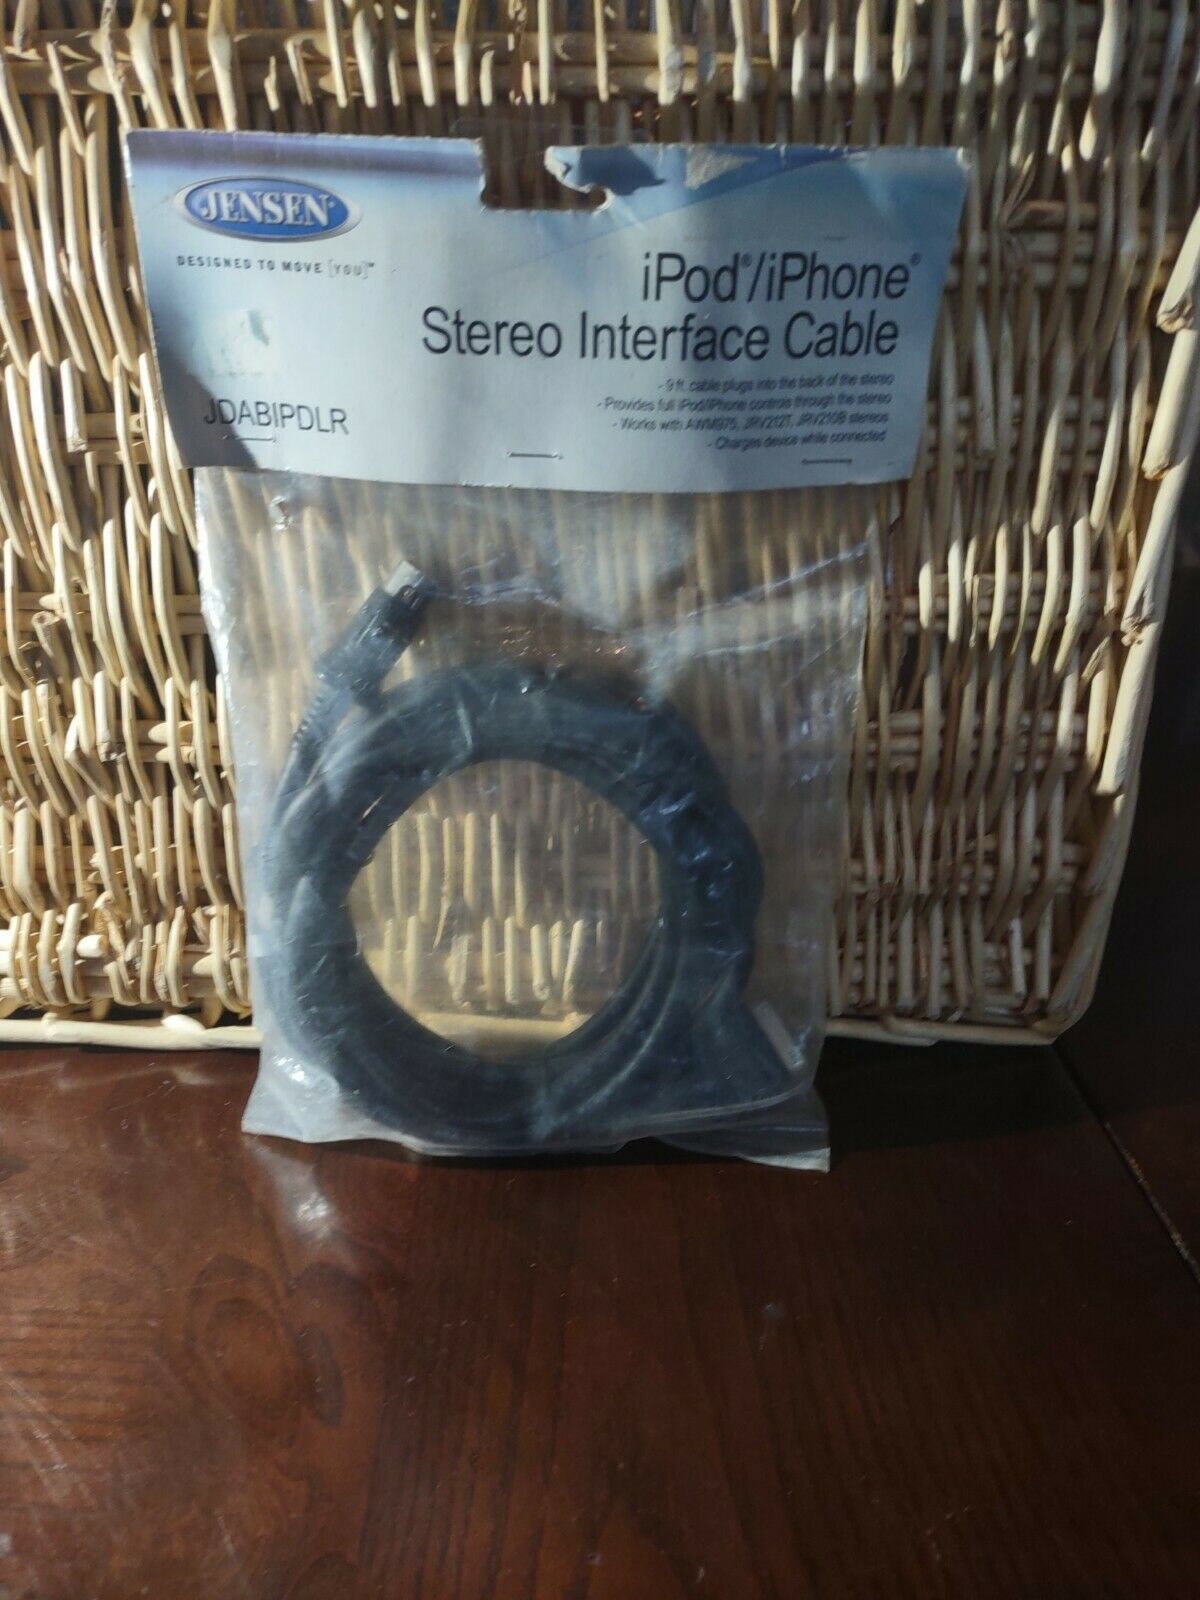 JENSEN®
DESIGNED TO MOVE [YOU]™
iPod®/iPhone®
Stereo Interface Cable
- 9 ft. cable plugs into the back of the stereo
- Provides full iPod/iPhone controls through the stereo
- Works with AWM975, JRV212T, JRV210B stereos
- Charges device while connected
JDABIPDLR